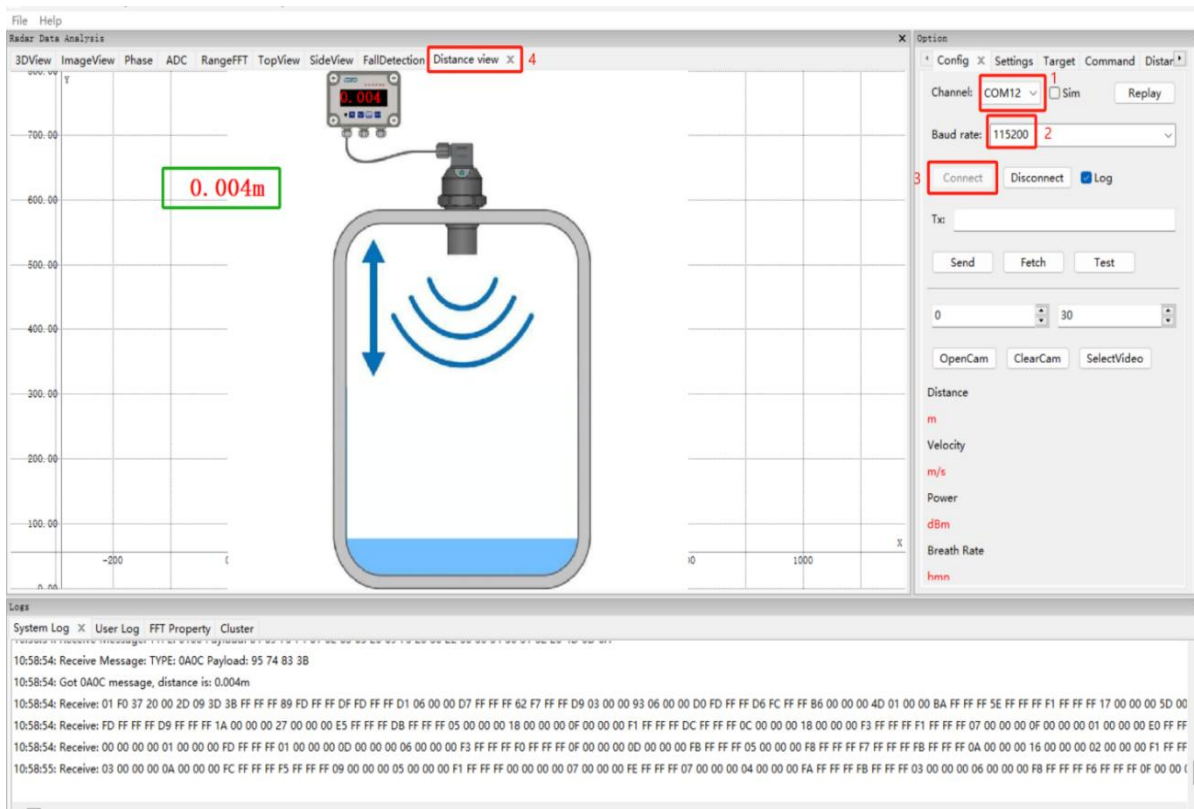 File Help
Radar Data Analysis X
3DView ImageView Phase ADC RangeFFT TopView SideView FallDetection Distance view X 4
800.00 Y
0.004
700.00
0.004m
600.00
500.00
400.00
300.00
200.00
100.00
X
-200 1000
0.00
Option
Config X Settings Target Command Distar
1
Channel: COM12 Sim Replay
Baud rate: 115200 2
3 Connect Disconnect Log
Tx:
Send Fetch Test
0 30
OpenCam ClearCam SelectVideo
Distance
m
Velocity
m/s
Power
dBm
Breath Rate
bmp
Logs
System Log X User Log FFT Property Cluster
10:58:54: Receive Message: TYPE: 0A0C Payload: 95 74 83 3B
10:58:54: Got 0A0C message, distance is: 0.004m
10:58:54: Receive: 01 F0 37 20 00 2D 09 3D 3B FF FF FF 89 FD FF FF DF FD FF FF D1 06 00 00 D7 FF FF FF 62 F7 FF FF D9 03 00 00 93 06 00 00 D0 FD FF FF D6 FC FF FF B6 00 00 00 4D 01 00 00 BA FF FF FF 5E FF FF FF F1 FF FF FF 17 00 00 00 5D 00
10:58:54: Receive: FD FF FF FF D9 FF FF FF 1A 00 00 00 27 00 00 00 E5 FF FF FF DB FF FF FF 05 00 00 00 18 00 00 00 0F 00 00 00 F1 FF FF FF DC FF FF FF 0C 00 00 00 18 00 00 00 F3 FF FF FF F1 FF FF FF 07 00 00 00 0F 00 00 00 01 00 00 00 E0 FF FF
10:58:54: Receive: 00 00 00 00 01 00 00 00 FD FF FF FF 01 00 00 00 0D 00 00 00 06 00 00 00 F3 FF FF FF F0 FF FF FF 0F 00 00 00 0D 00 00 00 FB FF FF FF 05 00 00 00 F8 FF FF FF F7 FF FF FF FB FF FF FF 0A 00 00 00 16 00 00 00 02 00 00 00 F1 FF FF
10:58:55: Receive: 03 00 00 00 0A 00 00 00 FC FF FF FF F5 FF FF FF 09 00 00 00 05 00 00 00 F1 FF FF FF 00 00 00 00 07 00 00 00 FE FF FF FF 07 00 00 00 04 00 00 00 FA FF FF FF FB FF FF FF 03 00 00 00 06 00 00 00 F8 FF FF FF F6 FF FF FF 0F 00 00